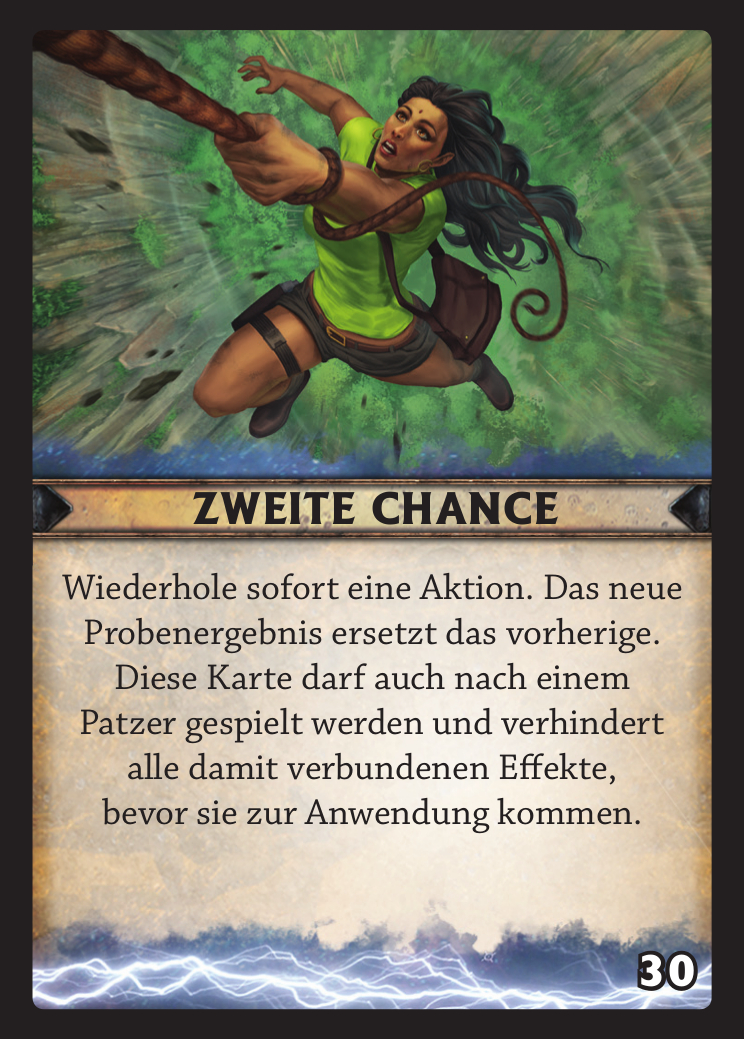 ZWEITE CHANCE
Wiederhole sofort eine Aktion. Das neue
Probenergebnis ersetzt das vorherige.
Diese Karte darf auch nach einem
Patzer gespielt werden und verhindert
alle damit verbundenen Effekte,
bevor sie zur Anwendung kommen.
30